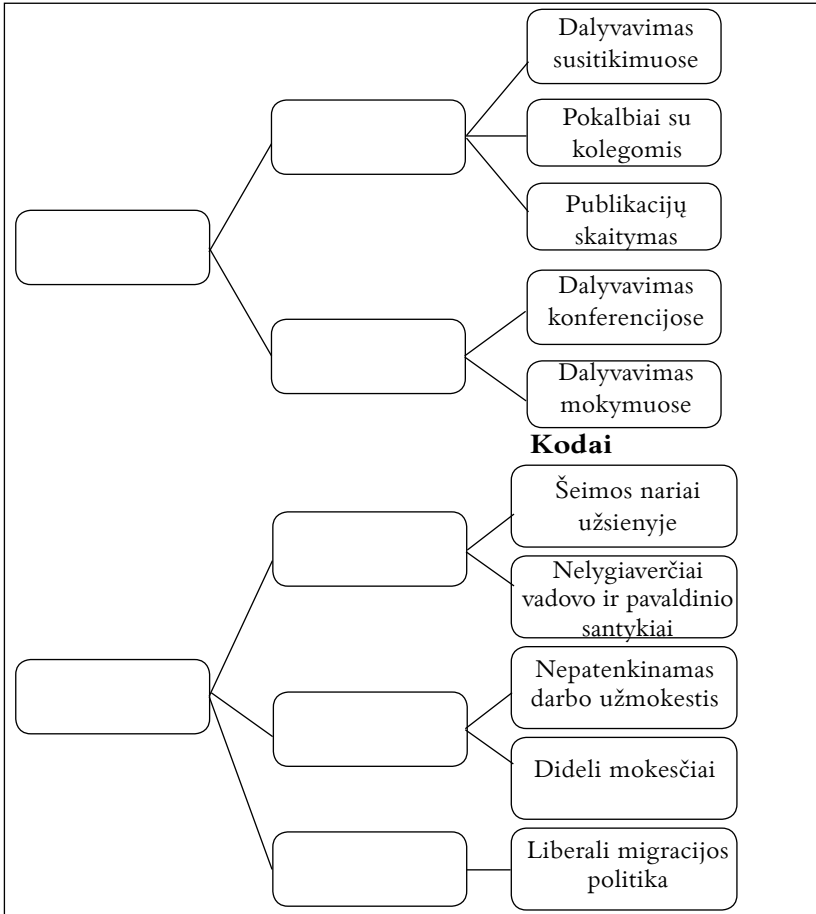 Dalyvavimas
susitikimuose
Pokalbiai su
kolegomis
Publikacijų
skaitymas
Dalyvavimas
konferencijose
Dalyvavimas
mokymuose
Kodai
Šeimos nariai
užsienyje
Nelygiaverčiai
vadovo ir pavaldinio
santykiai
Nepatenkinamas
darbo užmokestis
Dideli mokesčiai
Liberali migracijos
politika